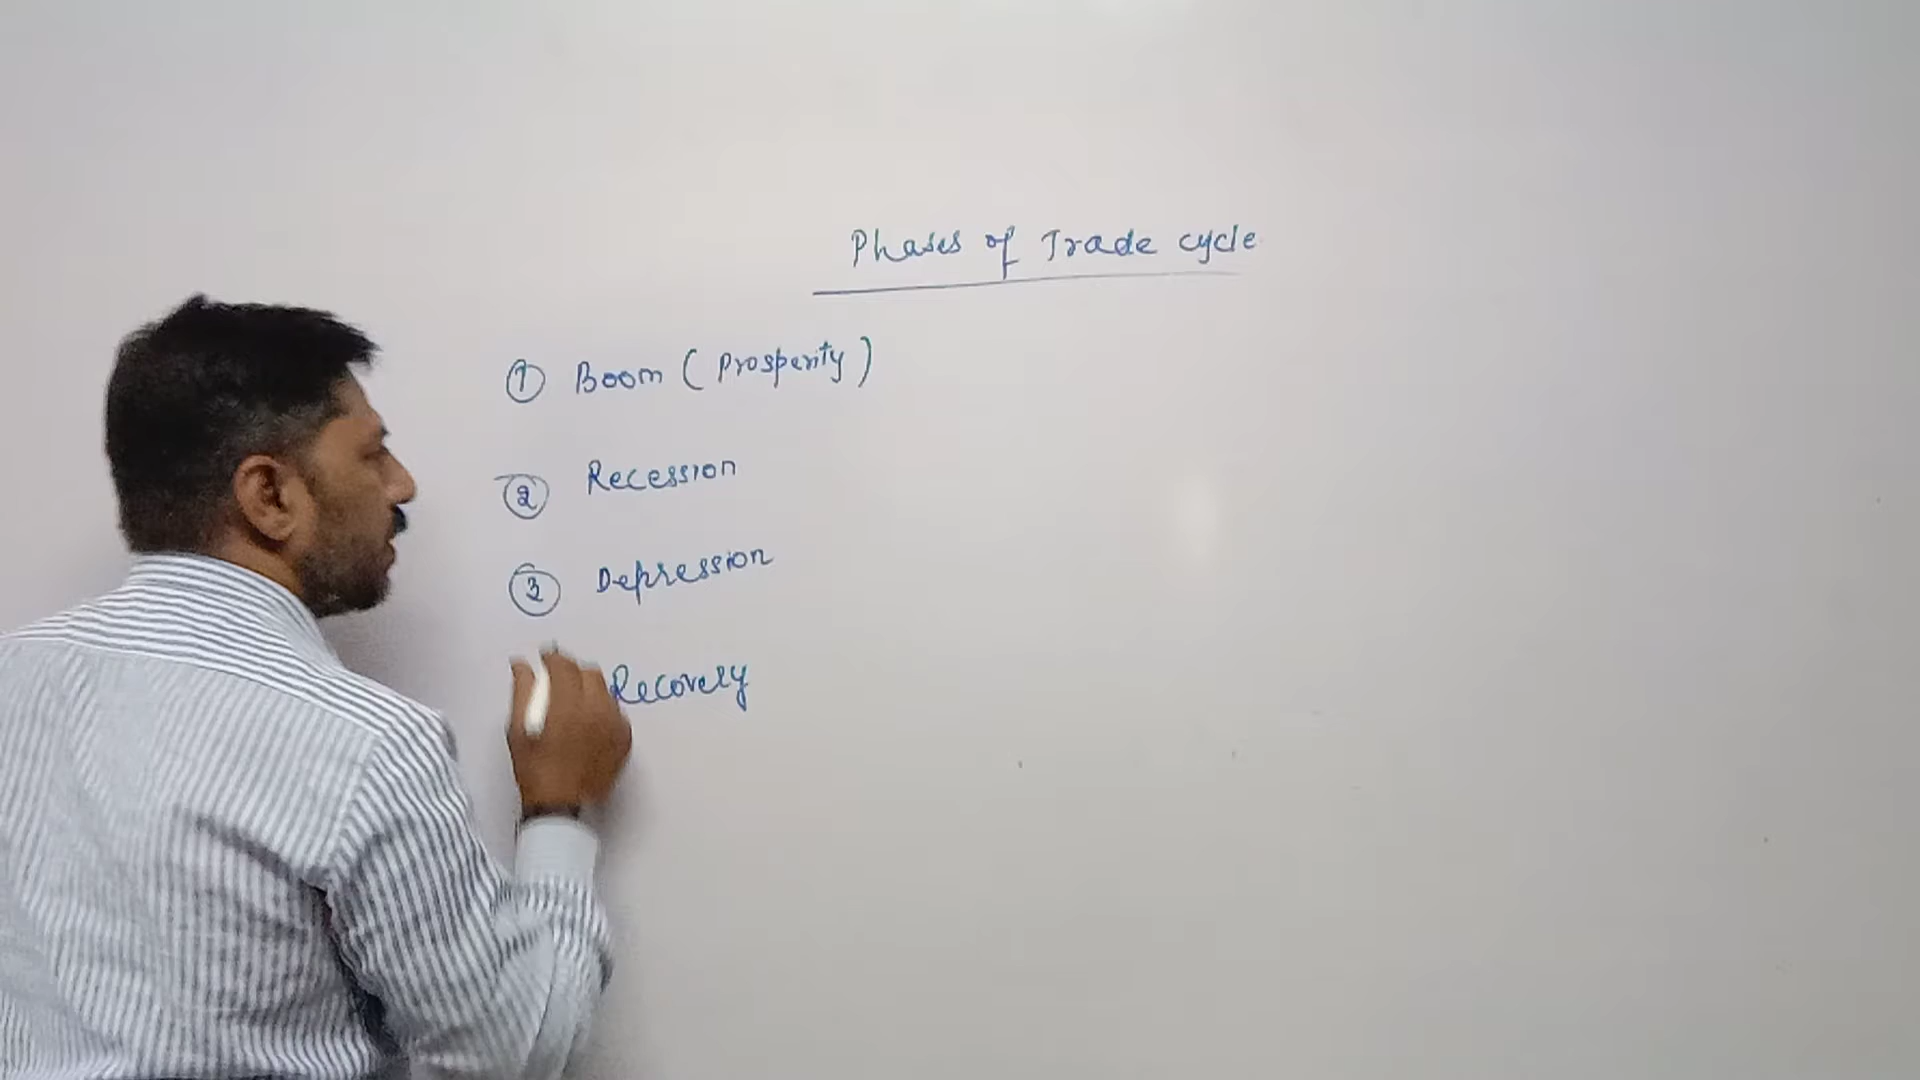 Phases of Trade cycle
① Boom (Prosperity)
② Recession
③ Depression
Recovery